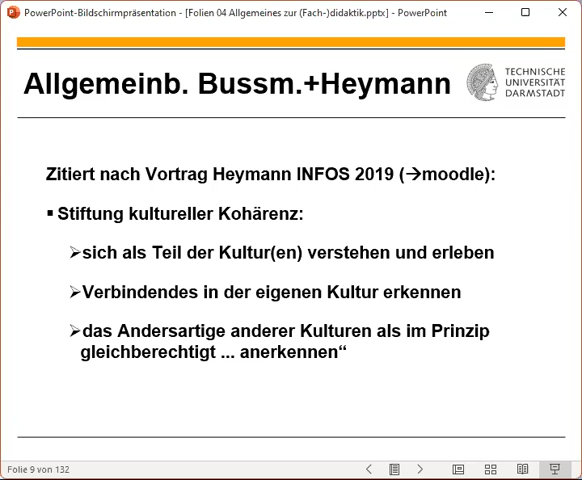 PowerPoint-Bildschirmpräsentation - [Folien 04 Allgemeines zur (Fach-)didaktik.pptx] - PowerPoint
Allgemeinb. Bussm.+Heymann
TECHNISCHE
UNIVERSITÄT
DARMSTADT
Zitiert nach Vortrag Heymann INFOS 2019 (→moodle):
▪ Stiftung kultureller Kohärenz:
➢sich als Teil der Kultur(en) verstehen und erleben
➢Verbindendes in der eigenen Kultur erkennen
➢das Andersartige anderer Kulturen als im Prinzip
gleichberechtigt ... anerkennen“
Folie 9 von 132